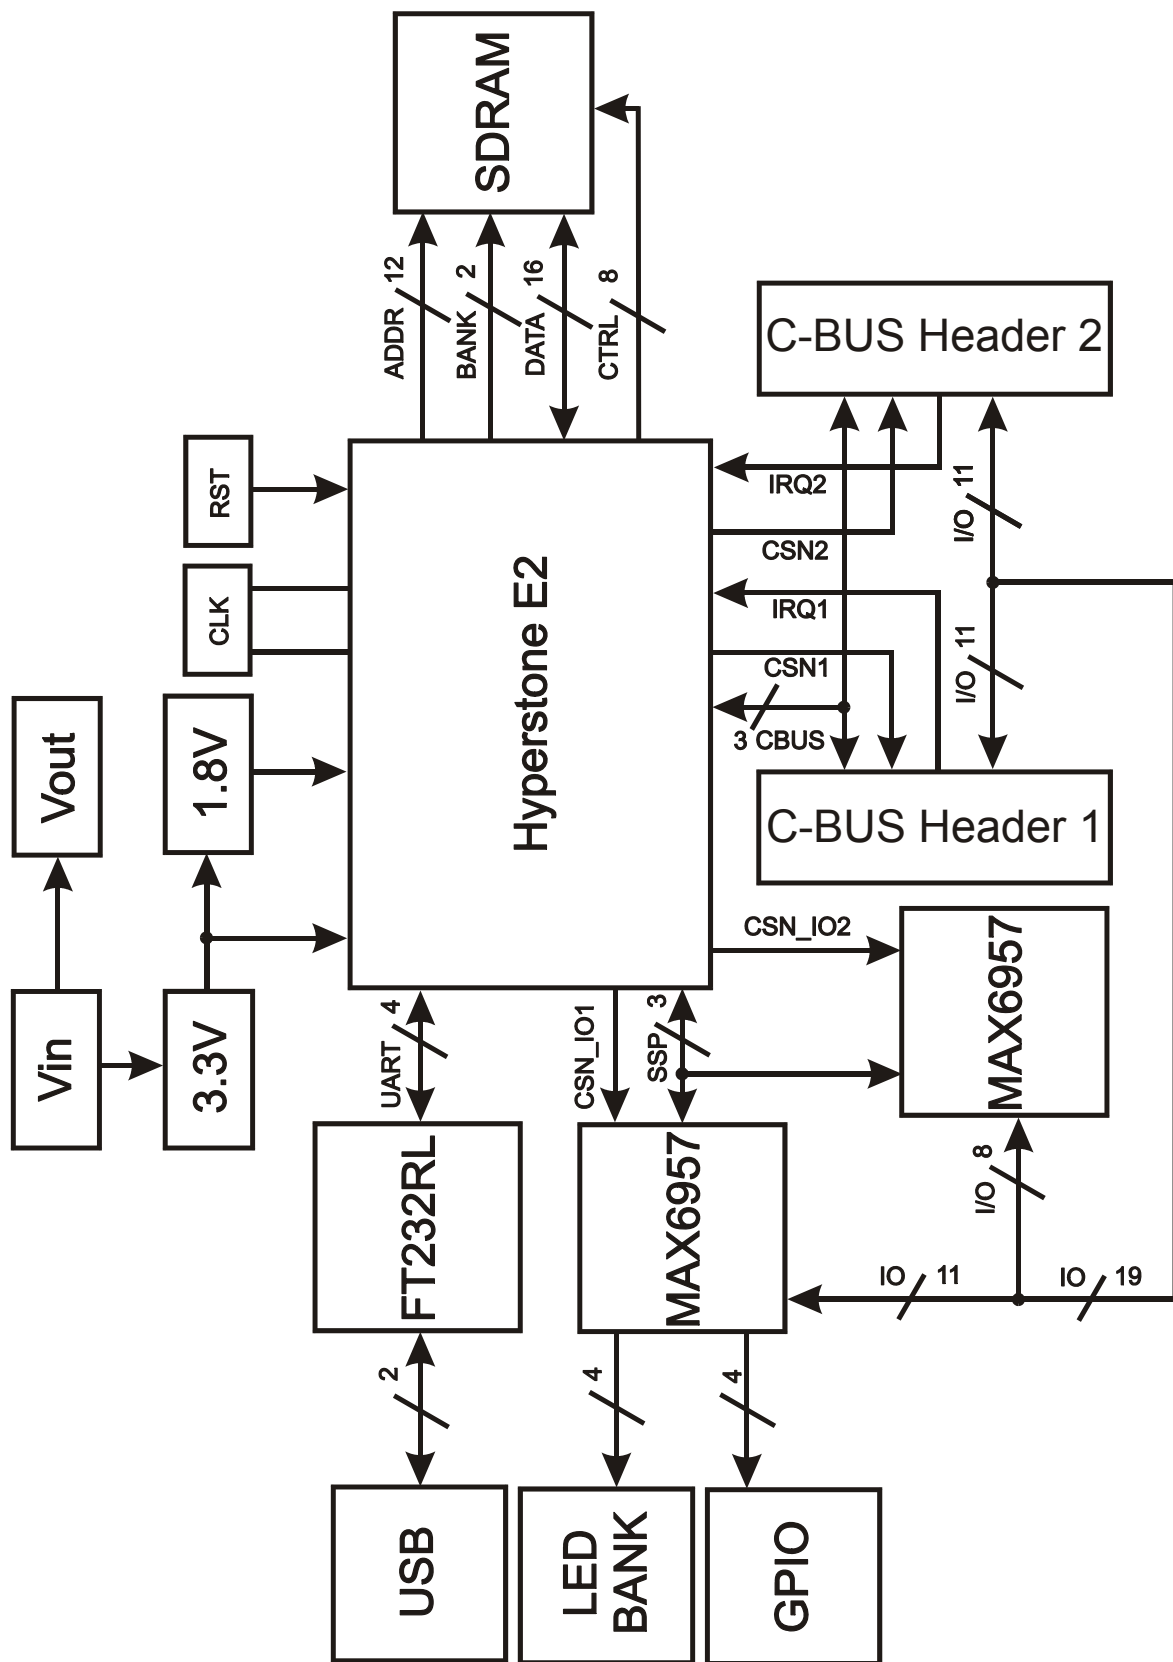 SDRAM
ADDR 12
BANK 2
DATA 16
CTRL 8
C-BUS Header 2
RST
CLK
Hyperstone E2
IRQ2
CSN2
IRQ1
CSN1
3 CBUS
I/O 11
I/O 11
C-BUS Header 1
Vout
1.8V
Vin
3.3V
UART 4
CSN_IO1
SSP 3
CSN_IO2
MAX6957
FT232RL
MAX6957
I/O 8
IO 11
IO 19
2
4
4
USB
LED
BANK
GPIO